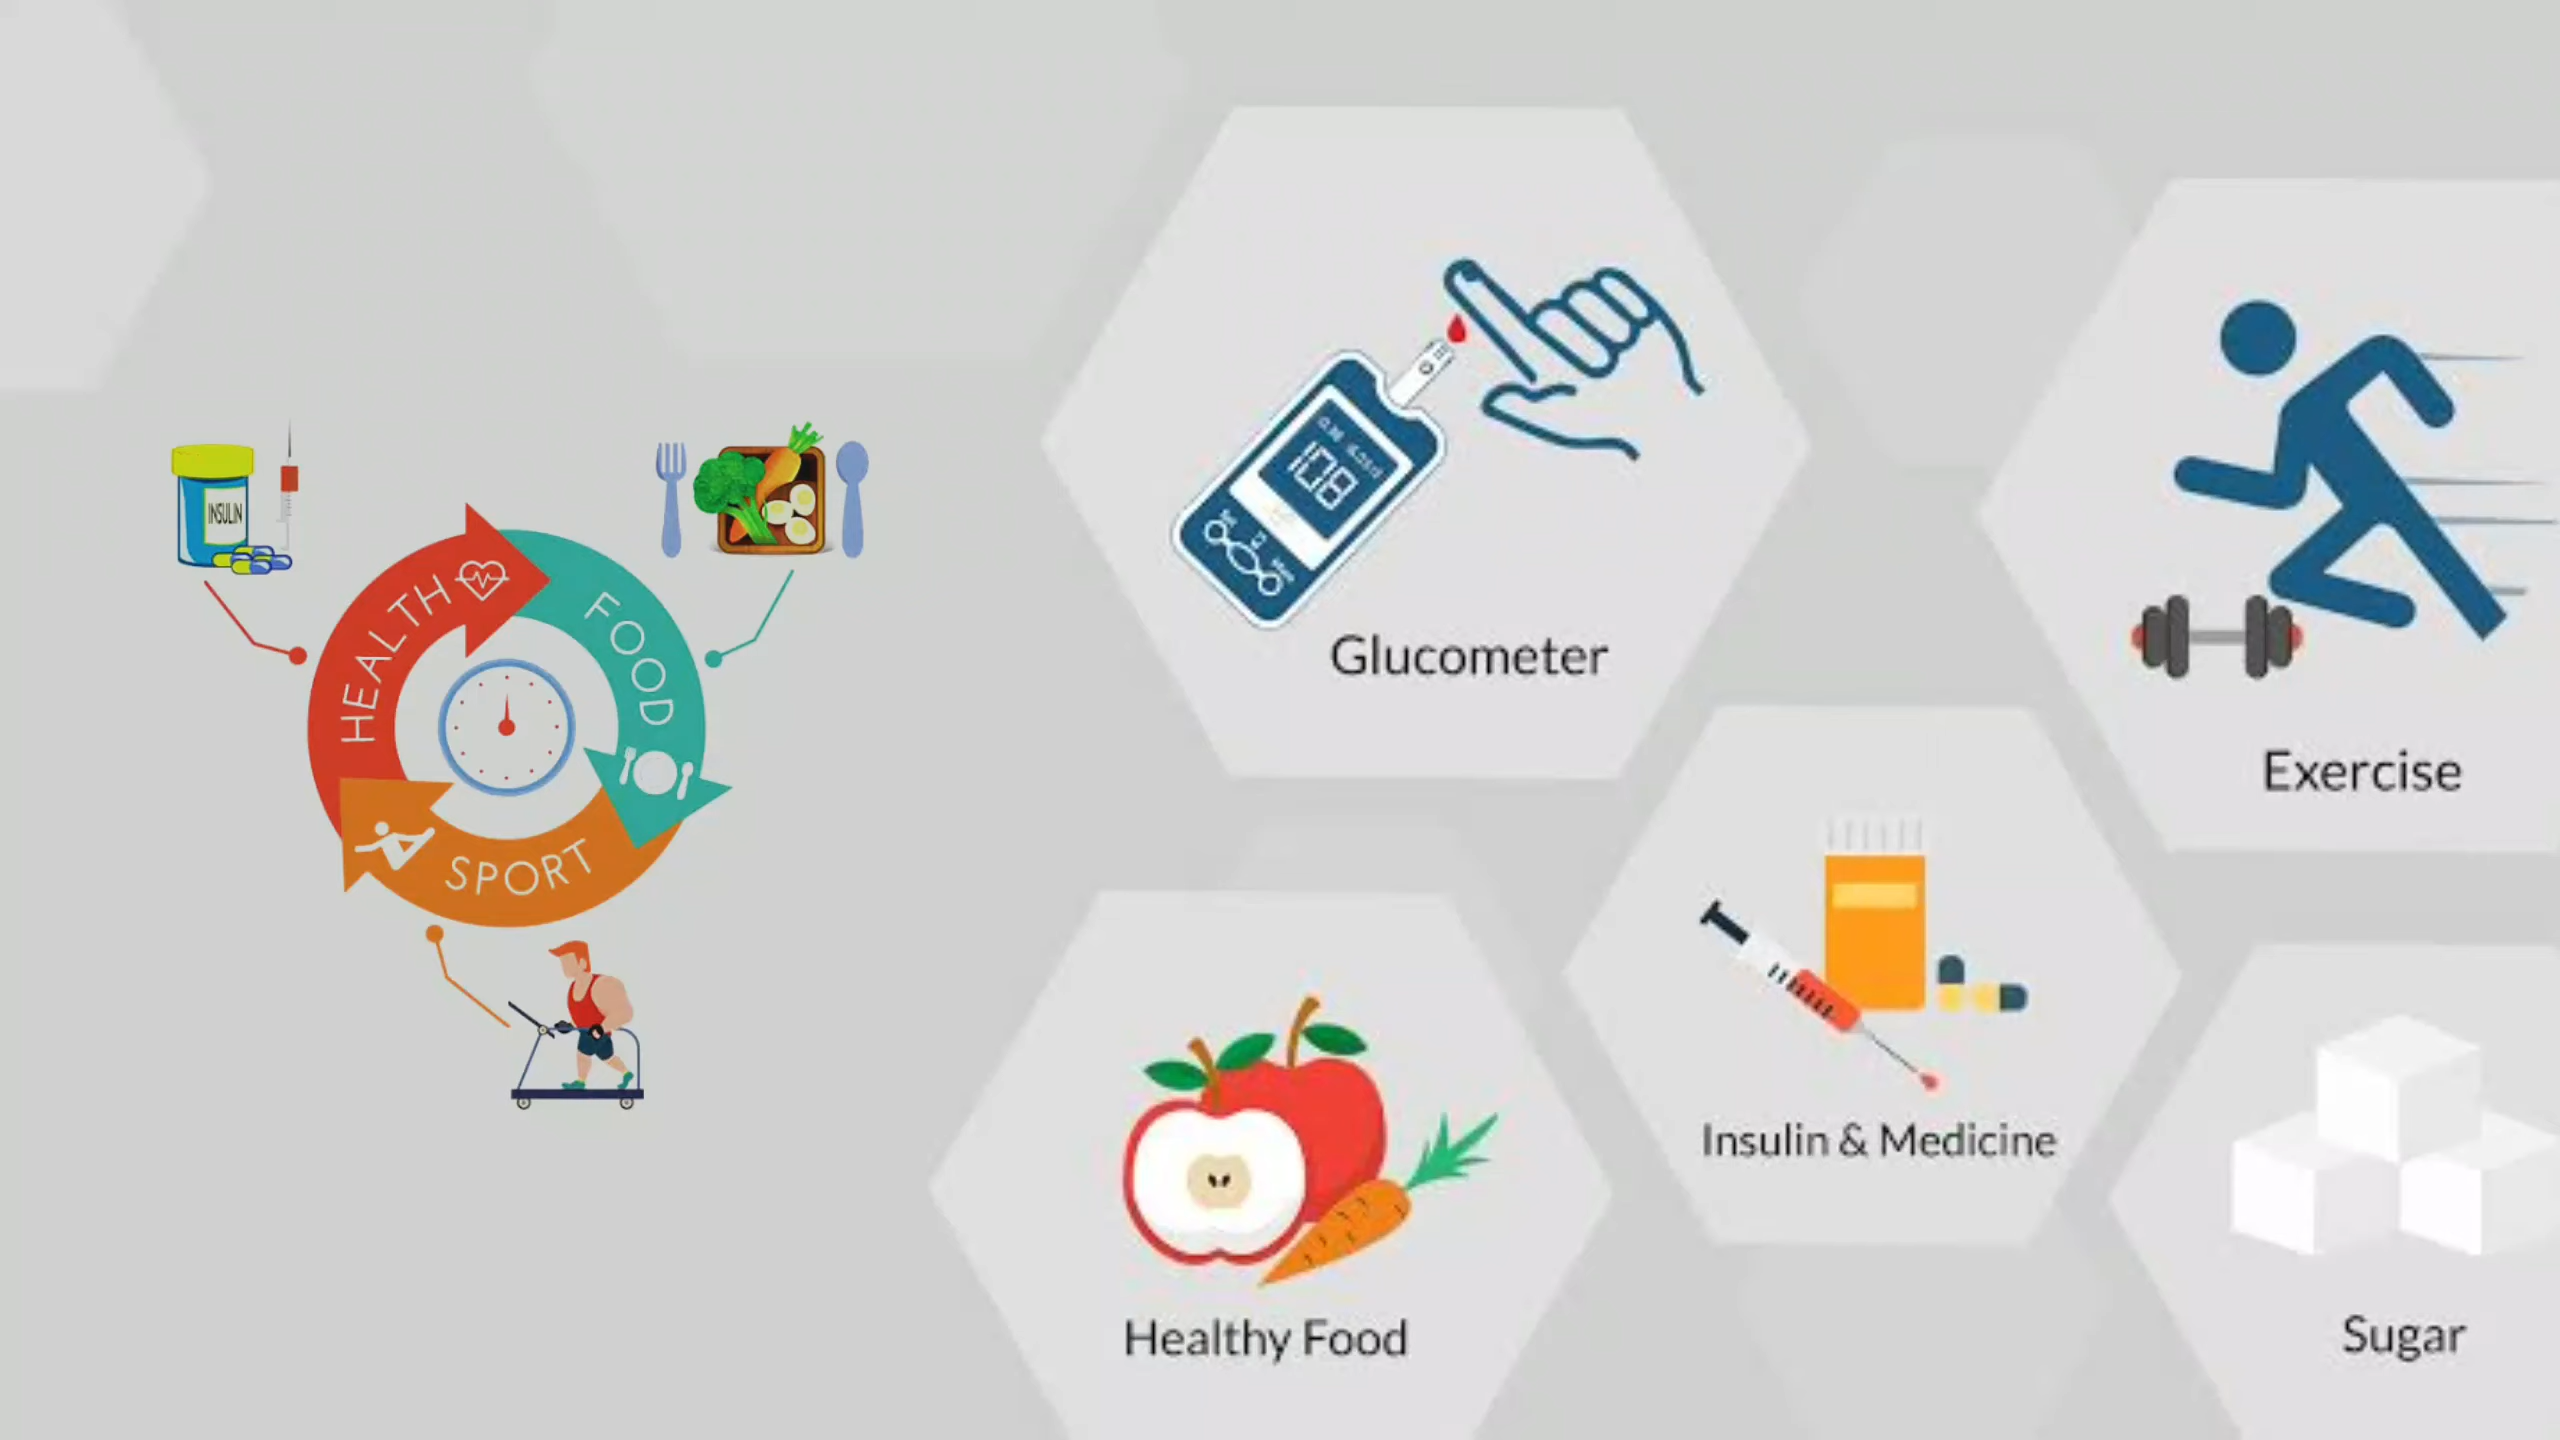 INSULIN
HEALTH
FOOD
SPORT
108
Glucometer
Exercise
Insulin & Medicine
Healthy Food
Sugar